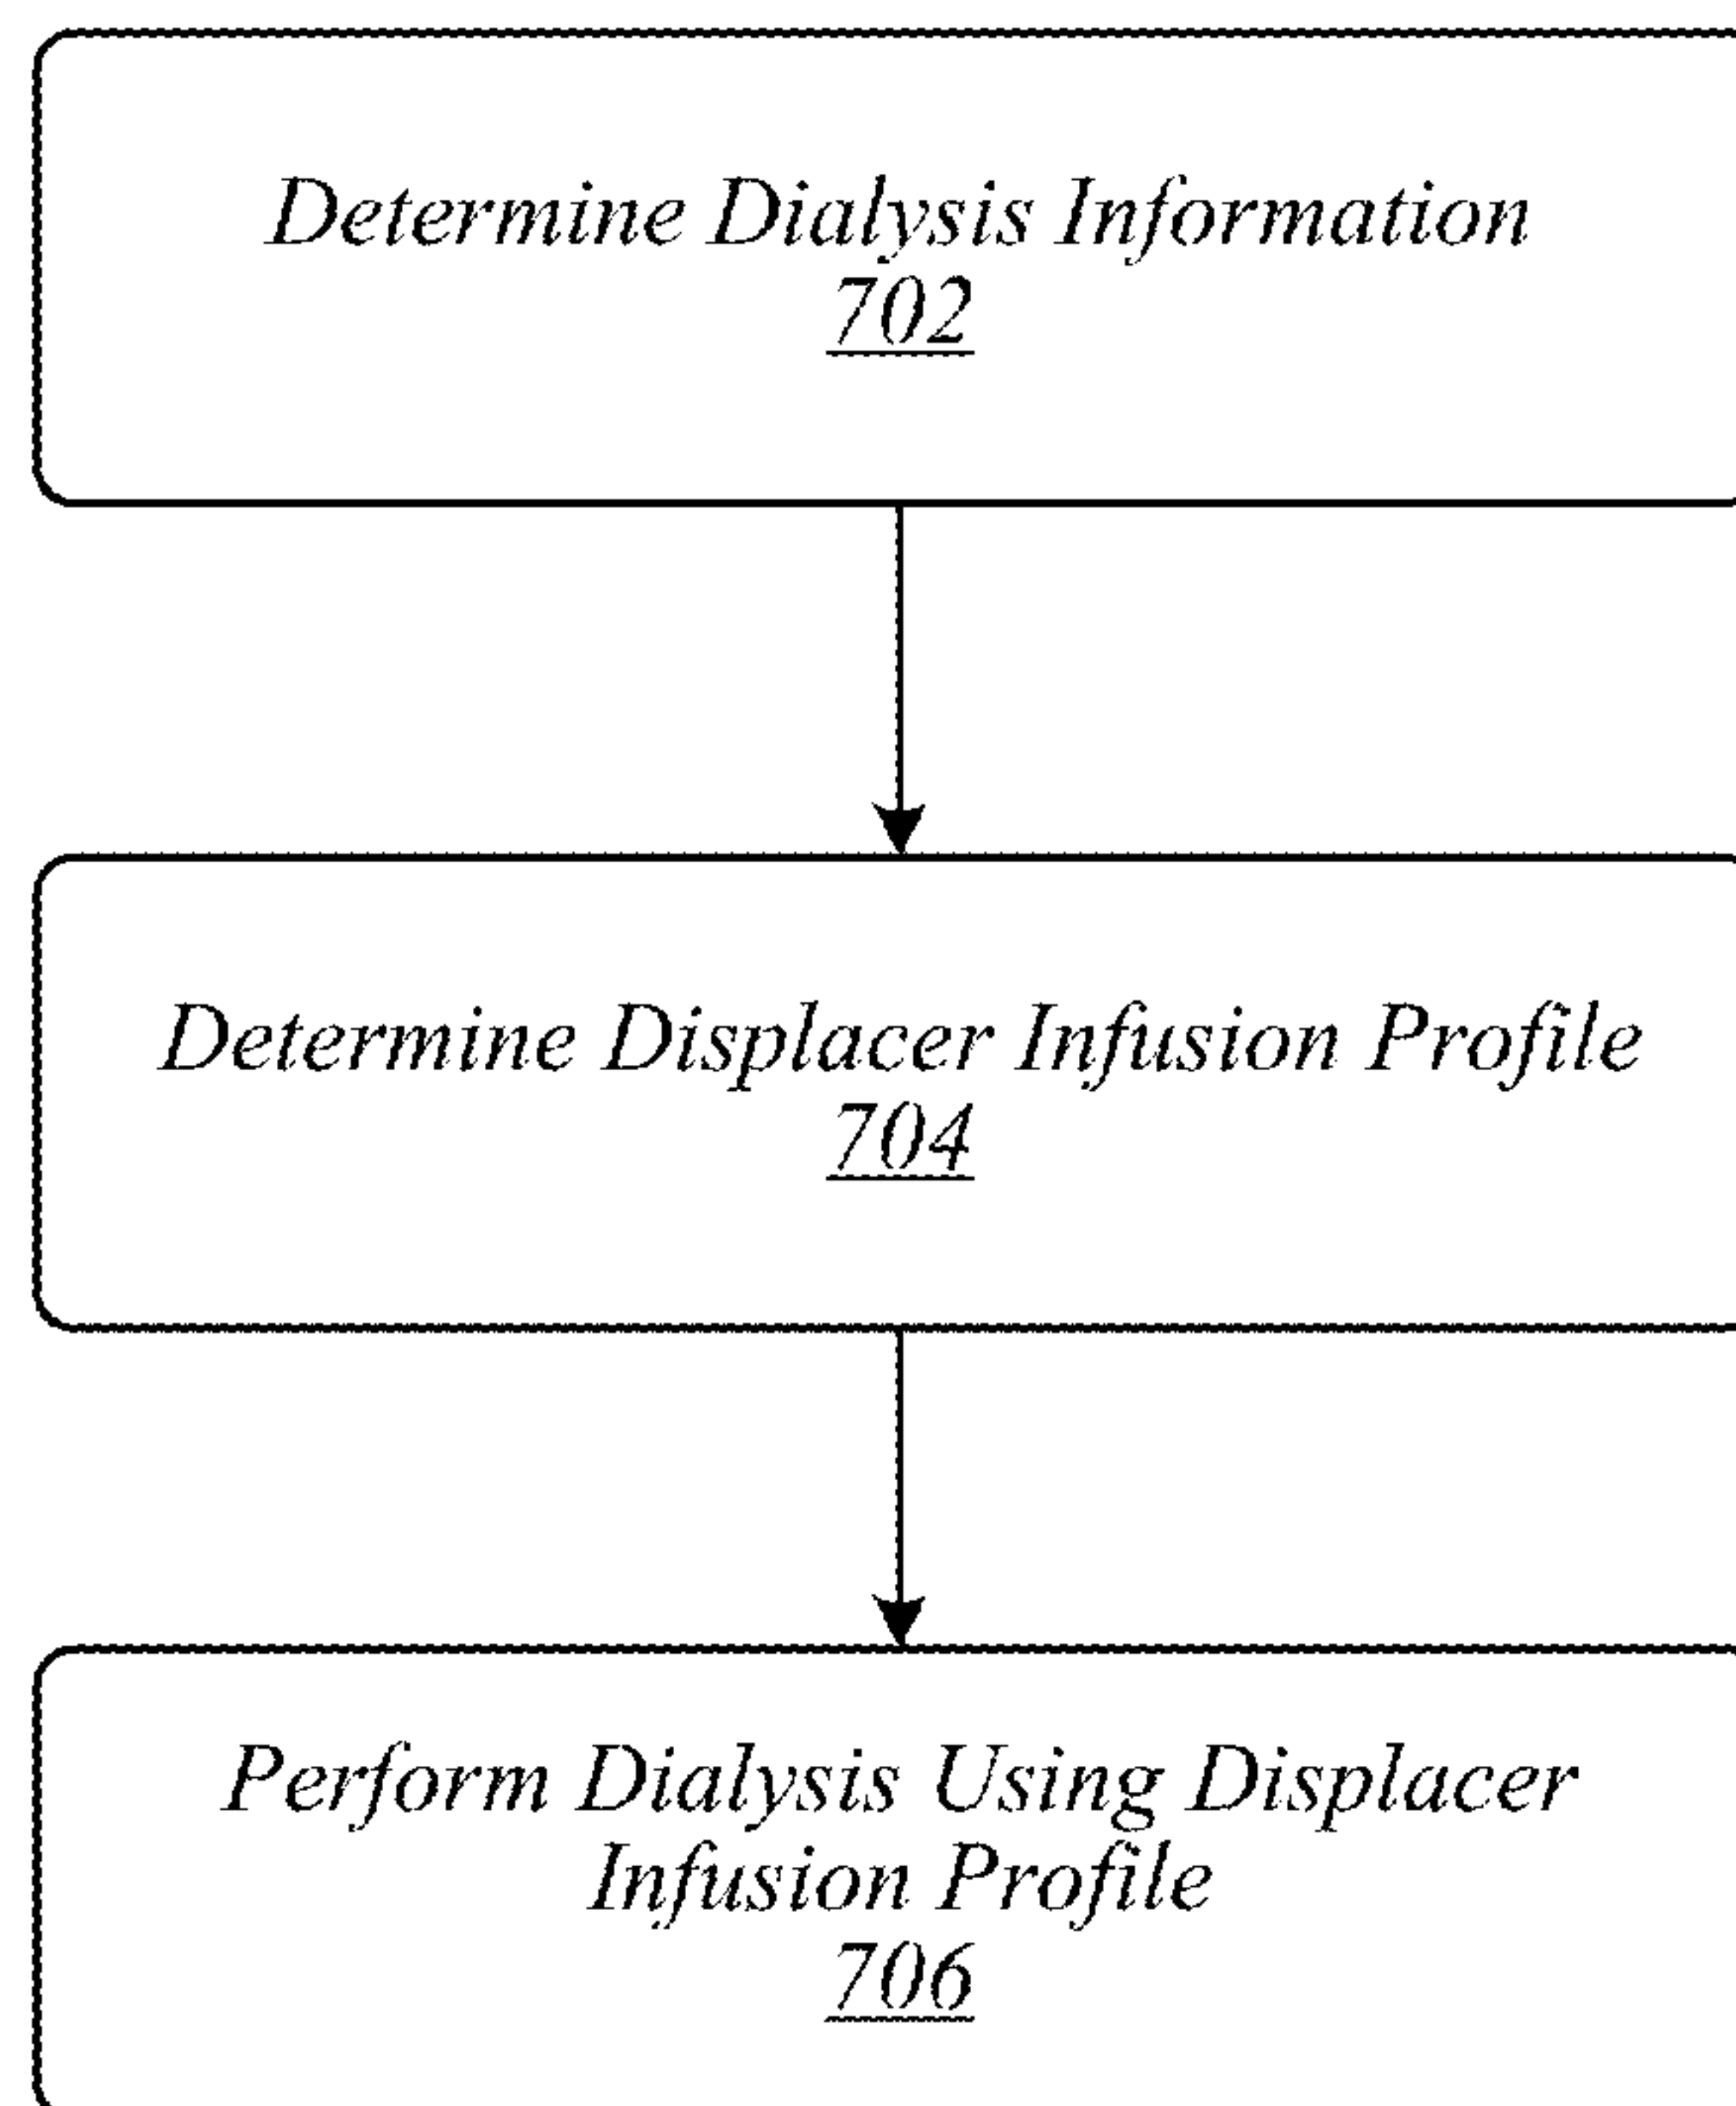 Determine Dialysis Information
702
Determine Displacer Infusion Profile
704
Perform Dialysis Using Displacer
Infusion Profile
706